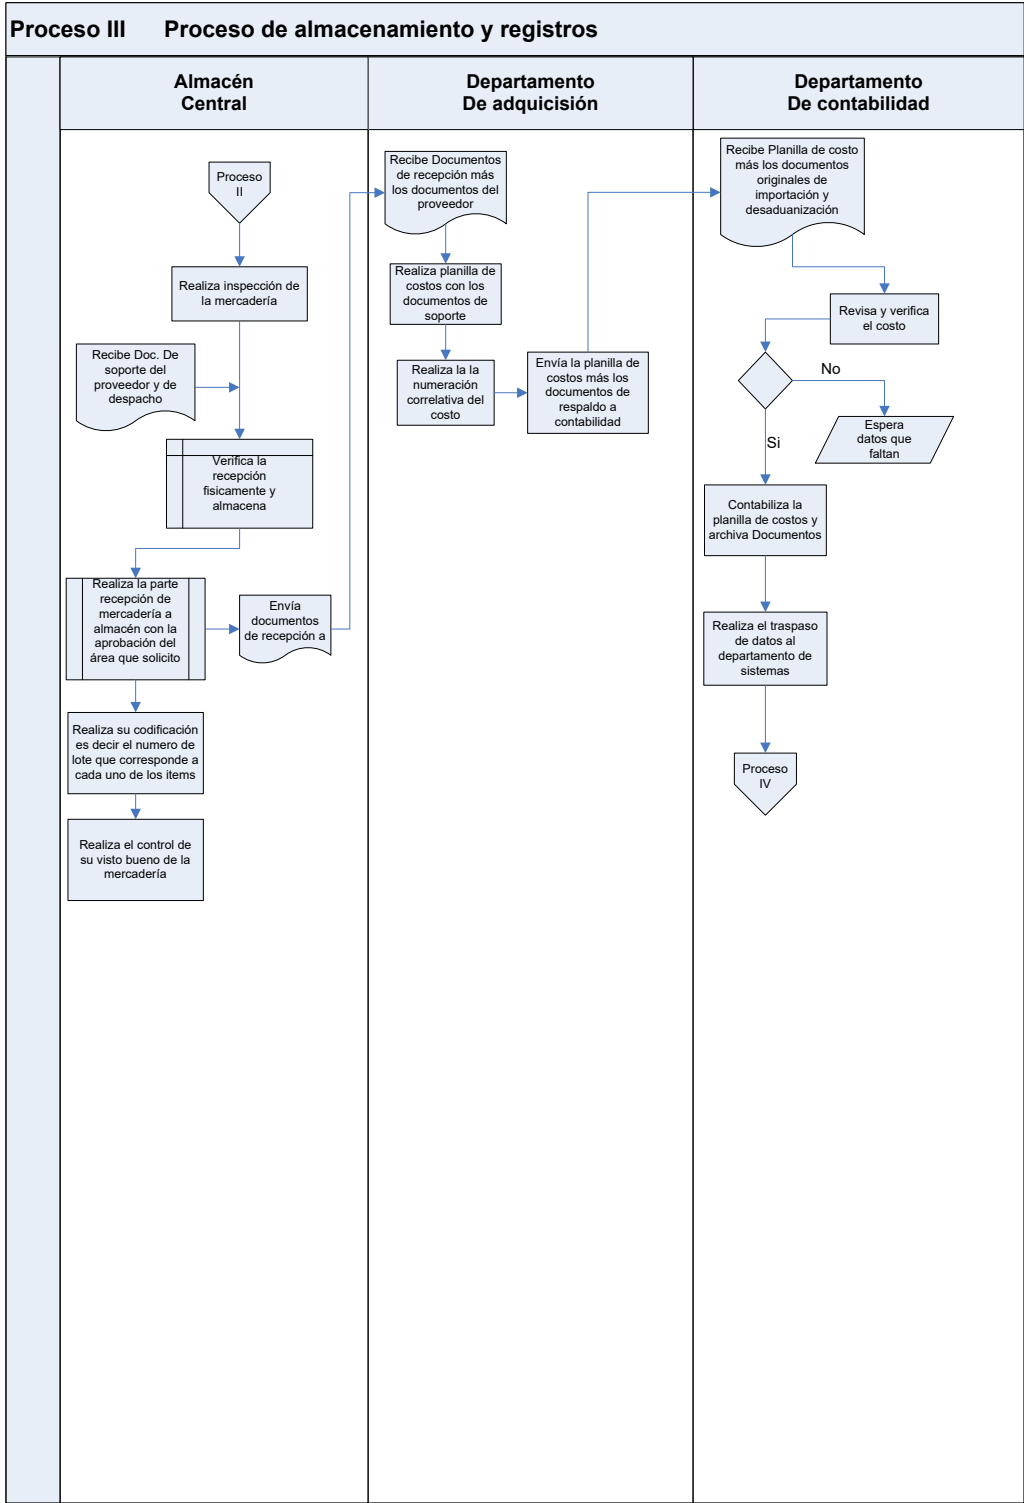 Proceso III Proceso de almacenamiento y registros
Almacén
Central
Departamento
De adquicisión
Departamento
De contabilidad
Proceso
II
Realiza inspección de
la mercadería
Recibe Doc. De
soporte del
proveedor y de
despacho
Verifica la
recepción
fisicamente y
almacena
Realiza la parte
recepción de
mercadería a
almacén con la
aprobación del
área que solicito
Envía
documentos
de recepción a
Realiza su codificación
es decir el numero de
lote que corresponde a
cada uno de los items
Realiza el control de
su visto bueno de la
mercadería
Recibe Documentos
de recepción más
los documentos del
proveedor
Realiza planilla de
costos con los
documentos de
soporte
Realiza la la
numeración
correlativa del
costo
Envía la planilla de
costos más los
documentos de
respaldo a
contabilidad
Recibe Planilla de costo
más los documentos
originales de
importación y
desaduanización
Revisa y verifica
el costo
No
Espera
datos que
faltan
Si
Contabiliza la
planilla de costos y
archiva Documentos
Realiza el traspaso
de datos al
departamento de
sistemas
Proceso
IV